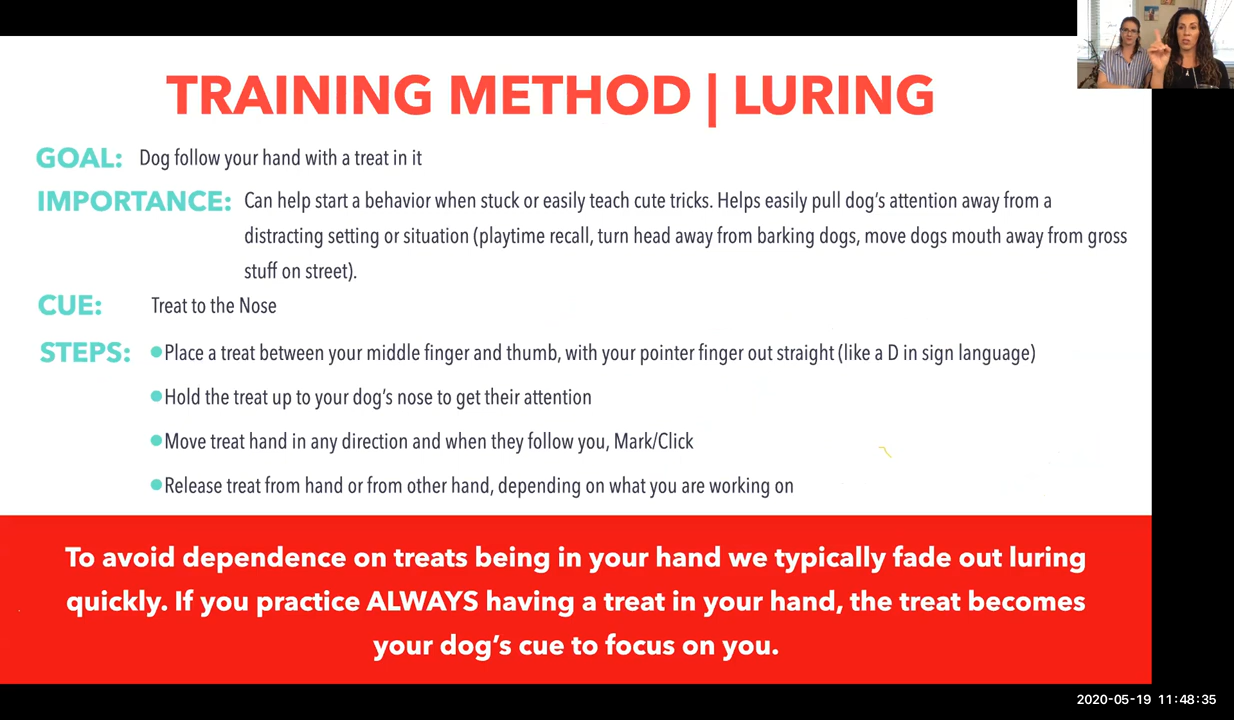 TRAINING METHOD | LURING
GOAL: Dog follow your hand with a treat in it
IMPORTANCE: Can help start a behavior when stuck or easily teach cute tricks. Helps easily pull dog's attention away from a
distracting setting or situation (playtime recall, turn head away from barking dogs, move dogs mouth away from gross
stuff on street).
CUE: Treat to the Nose
STEPS: ●Place a treat between your middle finger and thumb, with your pointer finger out straight (like a D in sign language)
●Hold the treat up to your dog's nose to get their attention
●Move treat hand in any direction and when they follow you, Mark/Click
●Release treat from hand or from other hand, depending on what you are working on
To avoid dependence on treats being in your hand we typically fade out luring
quickly. If you practice ALWAYS having a treat in your hand, the treat becomes
your dog's cue to focus on you.
2020-05-19 11:48:35